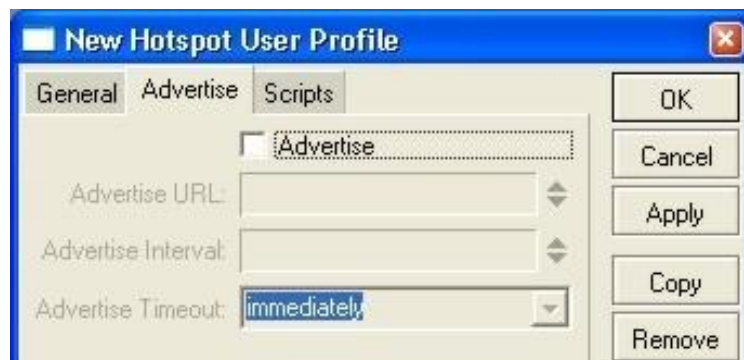 New Hotspot User Profile
General Advertise Scripts
Advertise
Advertise URL:
Advertise Interval:
Advertise Timeout: immediately
OK
Cancel
Apply
Copy
Remove